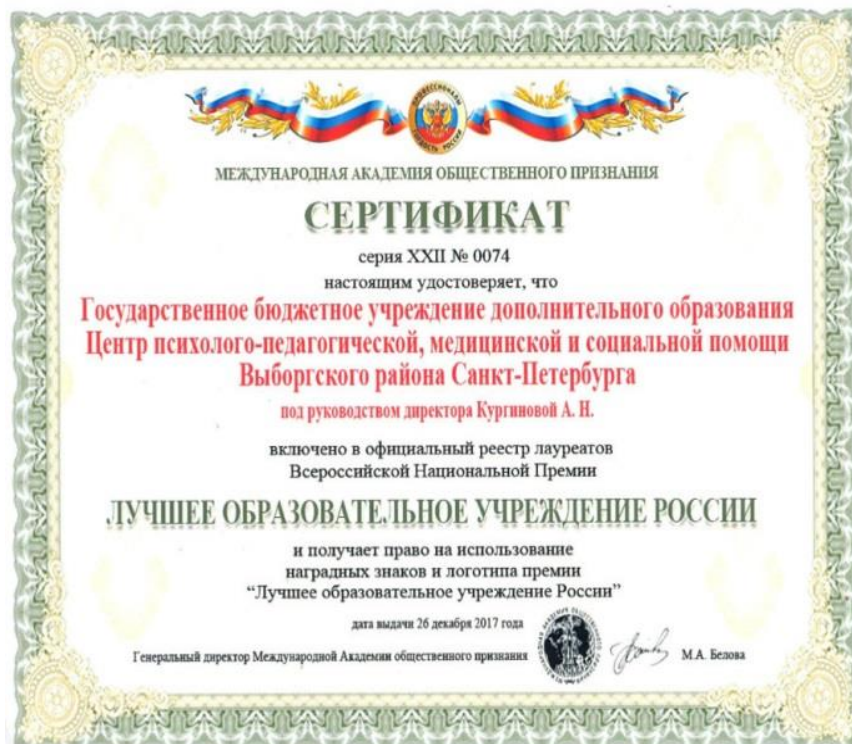 ПРОФЕССИОНАЛЫ
ГОРДОСТЬ РОССИИ
МЕЖДУНАРОДНАЯ АКАДЕМИЯ ОБЩЕСТВЕННОГО ПРИЗНАНИЯ
СЕРТИФИКАТ
серия XXII № 0074
настоящим удостоверяет, что
Государственное бюджетное учреждение дополнительного образования
Центр психолого-педагогической, медицинской и социальной помощи
Выборгского района Санкт-Петербурга
под руководством директора Кургиновой А. Н.
включено в официальный реестр лауреатов
Всероссийской Национальной Премии
ЛУЧШЕЕ ОБРАЗОВАТЕЛЬНОЕ УЧРЕЖДЕНИЕ РОССИИ
и получает право на использование
наградных знаков и логотипа премии
“Лучшее образовательное учреждение России”
дата выдачи 26 декабря 2017 года
Генеральный директор Международной Академии общественного признания М.А. Белова